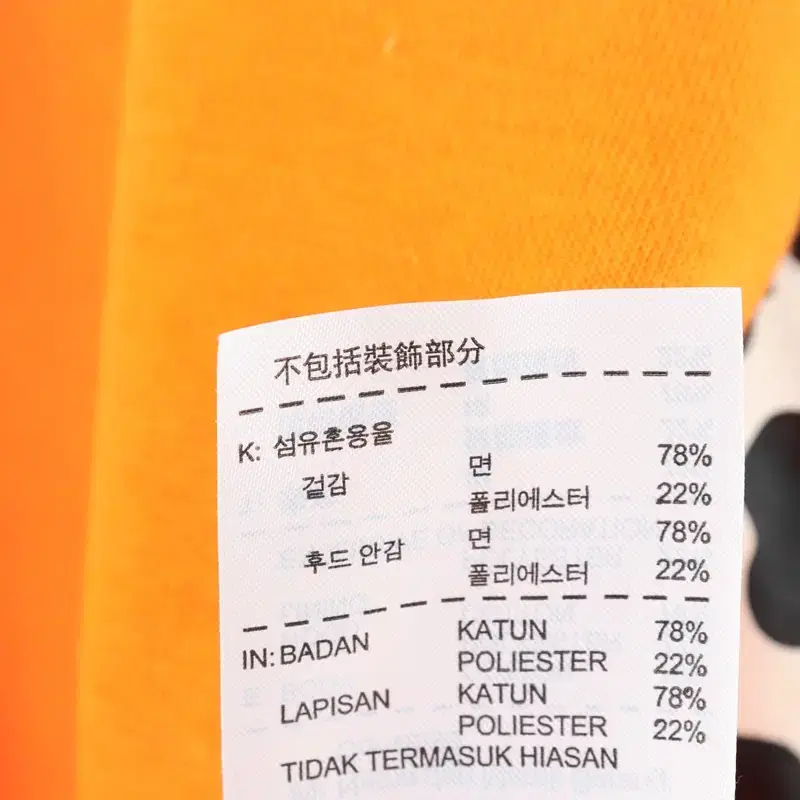 不包括裝飾部分
K: 섬유혼용율
겉감 면 78%
폴리에스터 22%
후드 안감 면 78%
폴리에스터 22%
IN: BADAN KATUN 78%
POLIESTER 22%
LAPISAN KATUN 78%
POLIESTER 22%
TIDAK TERMASUK HIASAN